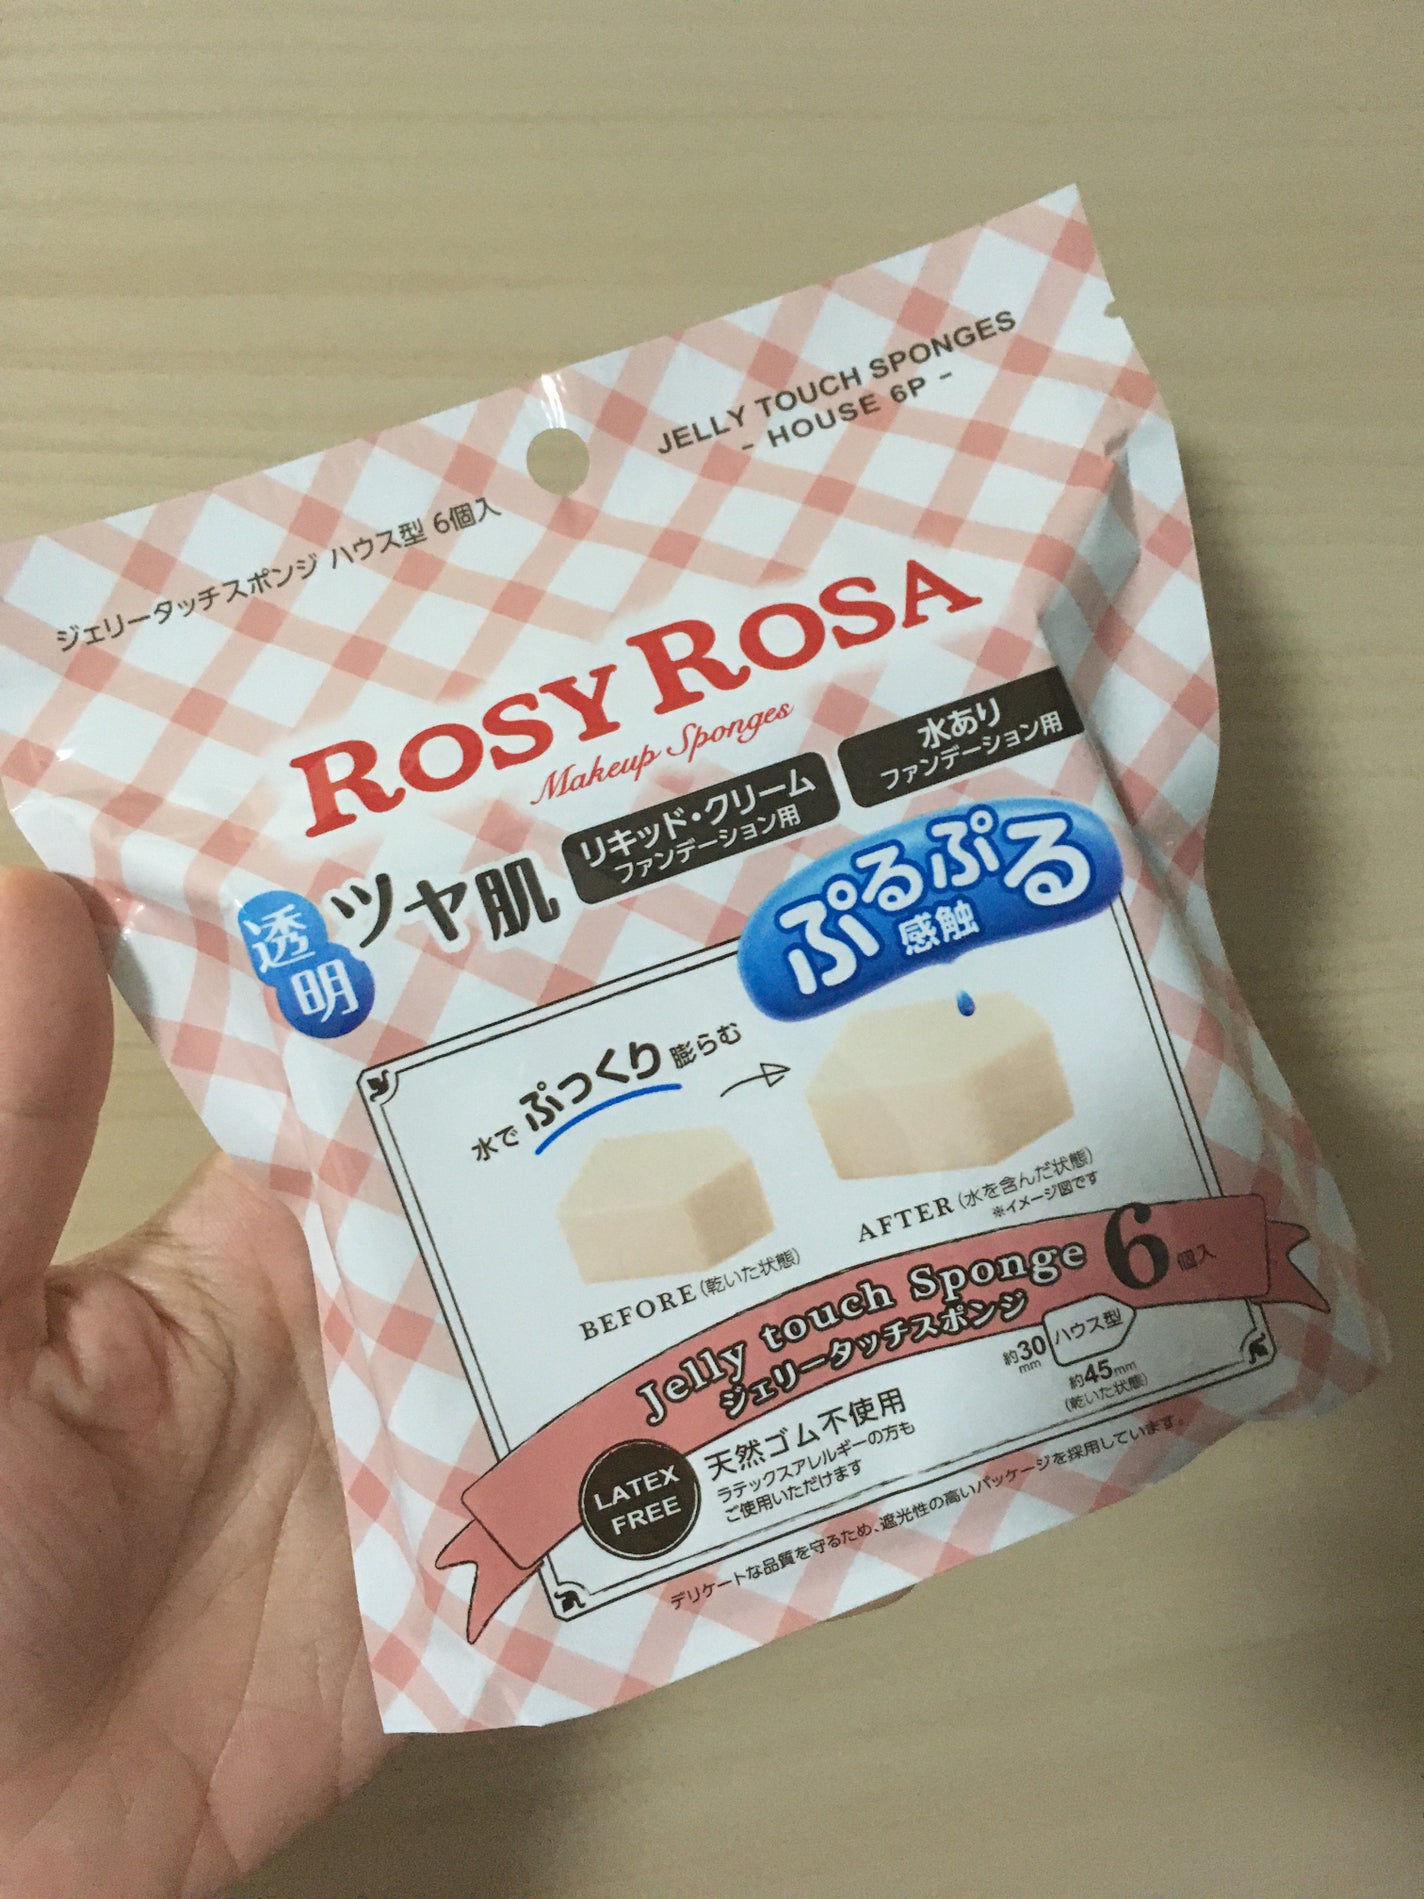 JELLY TOUCH SPONGES
- HOUSE 6P -
ジェリータッチスポンジ ハウス型 6個入
ROSY ROSA
Makeup Sponges
透明
ツヤ肌
リキッド・クリーム
ファンデーション用
水あり
ファンデーション用
ぷるぷる
感触
水でぷっくり膨らむ
BEFORE(乾いた状態)
AFTER(水を含んだ状態)
※イメージ図です
Jelly touch Sponge 6個入
ジェリータッチスポンジ
ハウス型
約30mm
約45mm
(乾いた状態)
LATEX
FREE
天然ゴム不使用
ラテックスアレルギーの方も
ご使用いただけます
デリケートな品質を守るため、遮光性の高いパッケージを採用しています。